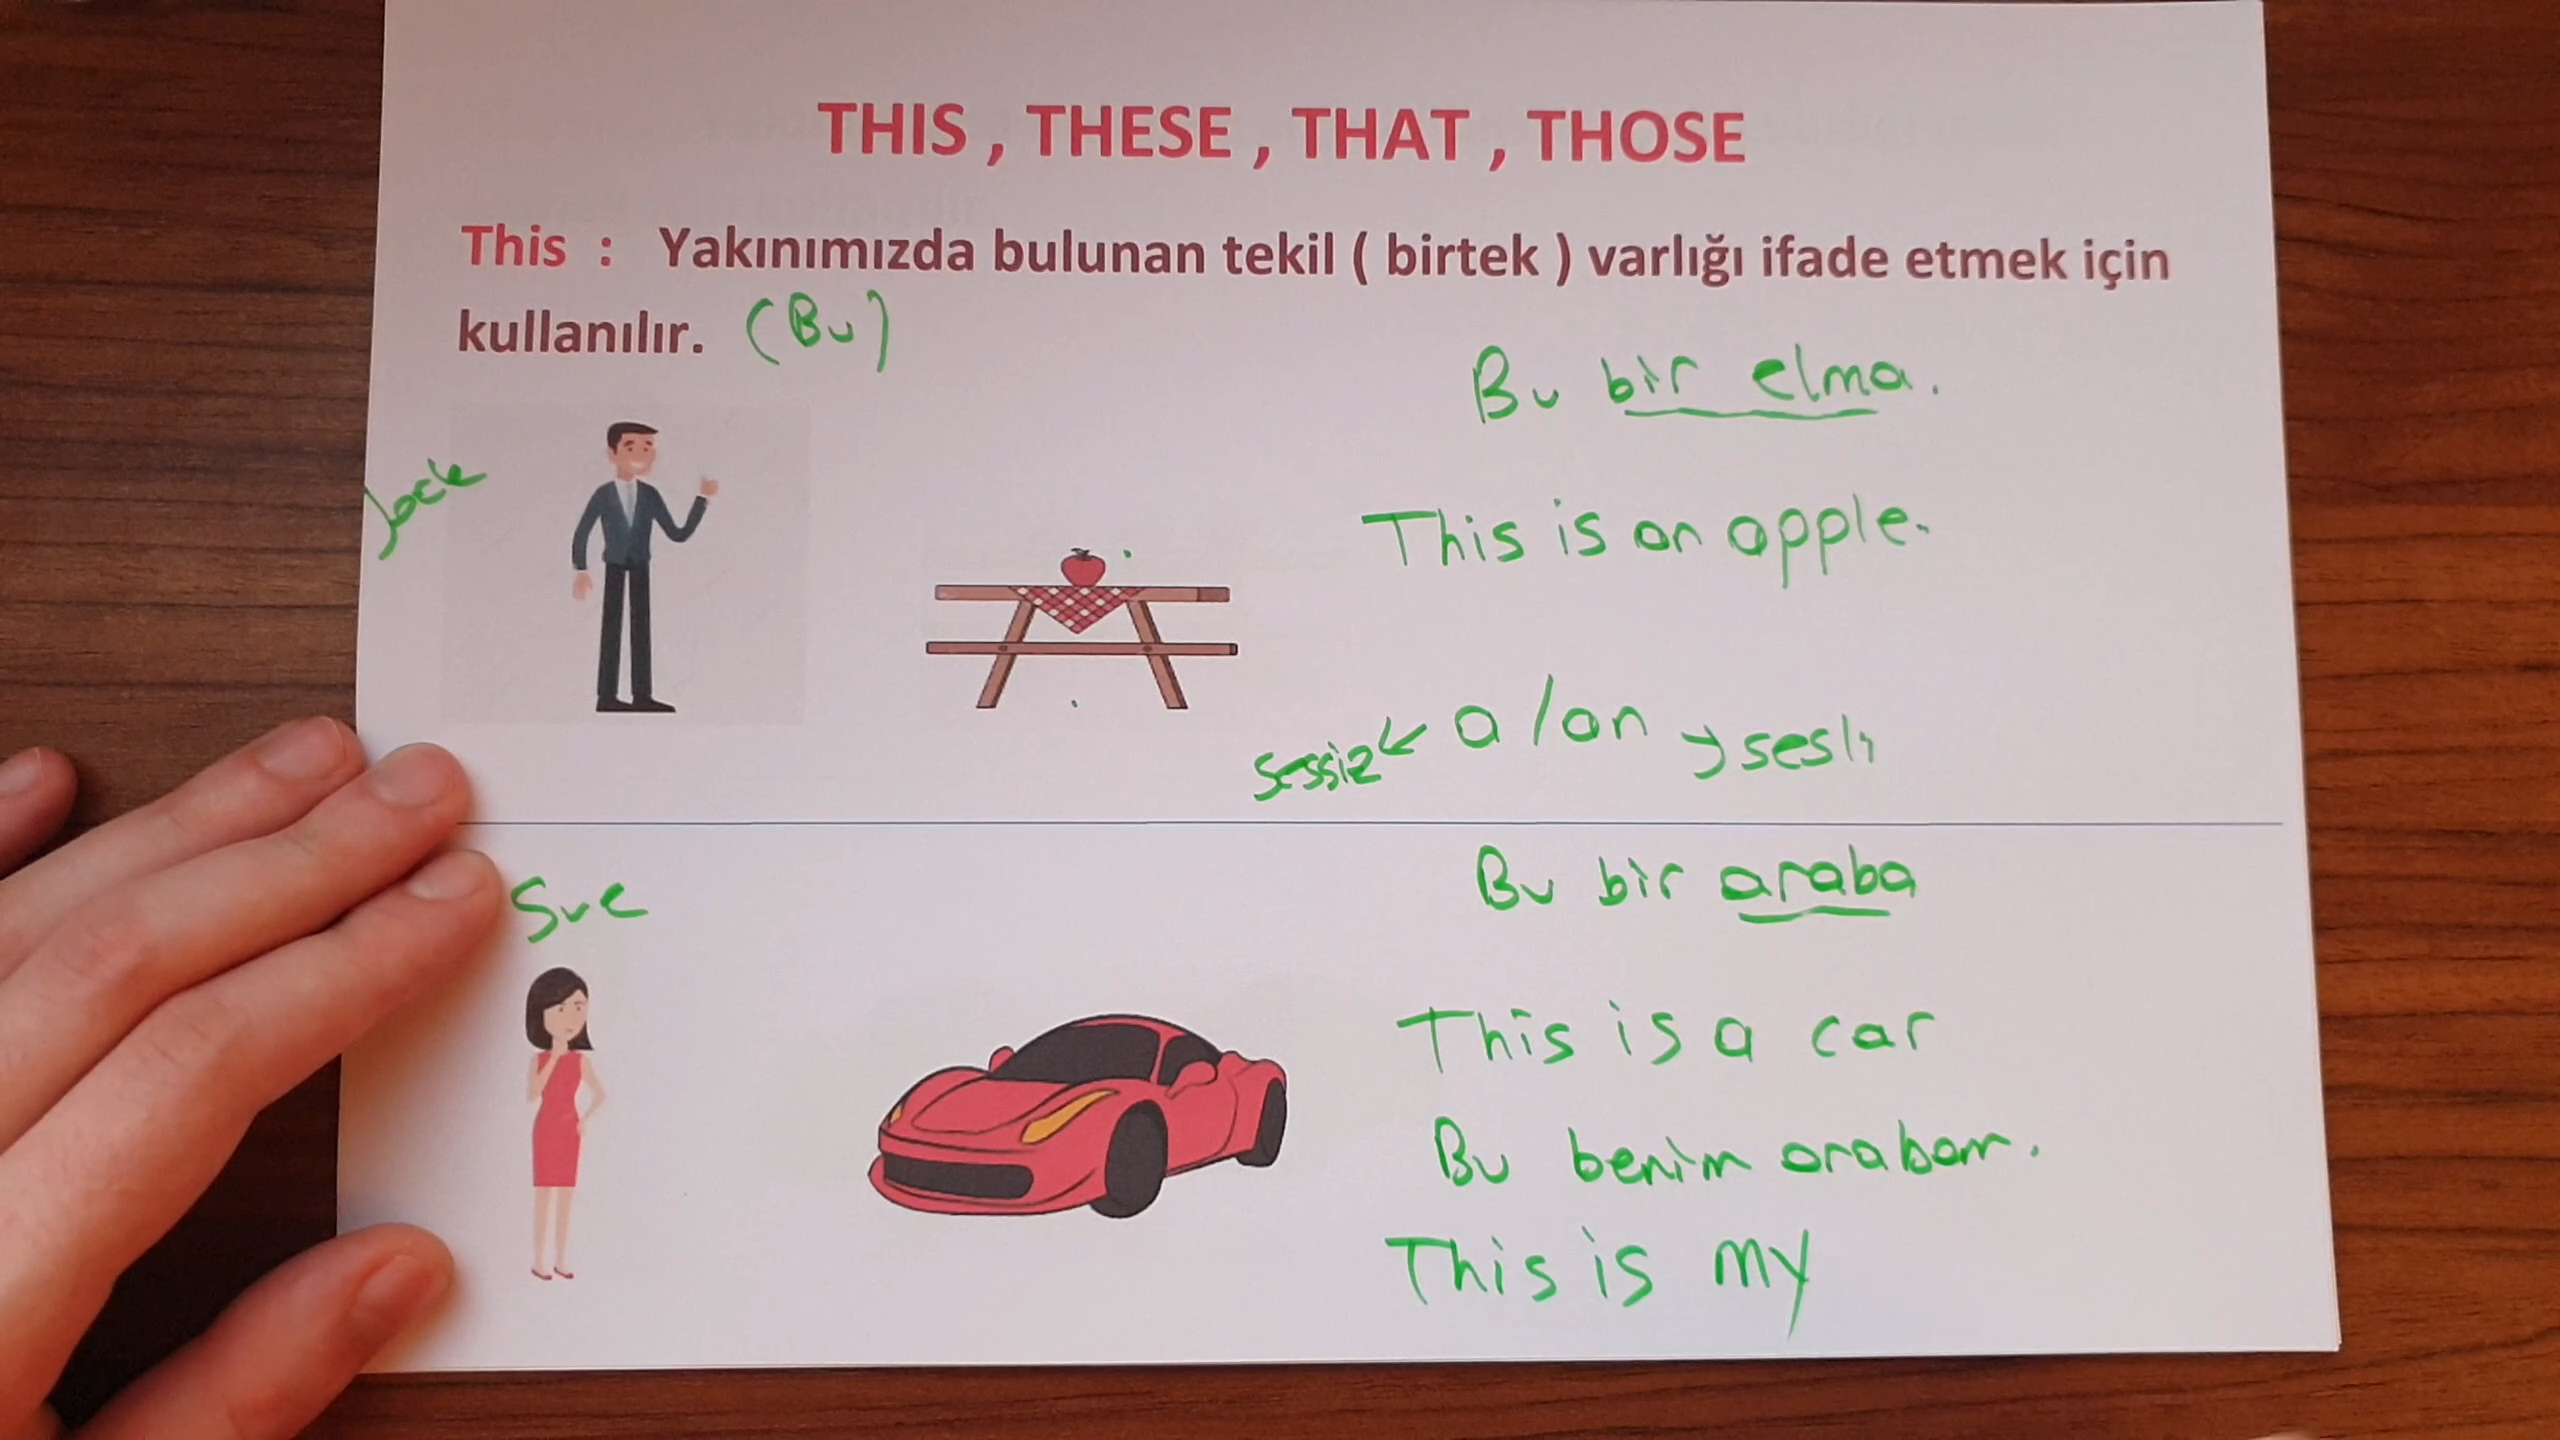 THIS , THESE , THAT , THOSE
This : Yakınımızda bulunan tekil ( birtek ) varlığı ifade etmek için
kullanılır. (Bu)
Bu bir elma.
Jack
This is an apple.
sessiz ← a / an → sesli
Sue
Bu bir araba
This is a car
Bu benim arabam.
This is my